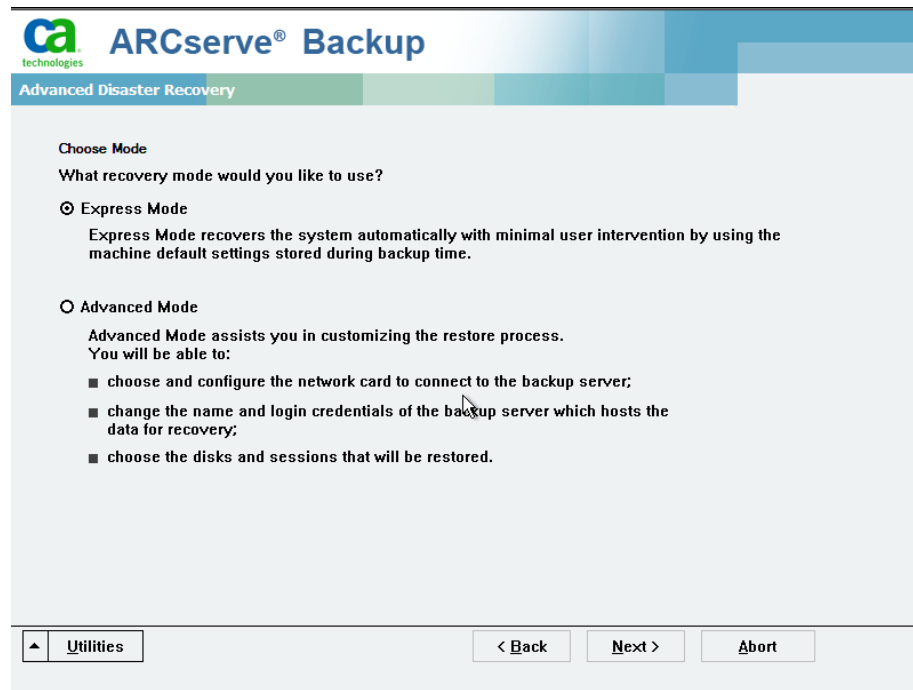 ca
technologies
ARCserve® Backup
Advanced Disaster Recovery
Choose Mode
What recovery mode would you like to use?
Express Mode
Express Mode recovers the system automatically with minimal user intervention by using the
machine default settings stored during backup time.
Advanced Mode
Advanced Mode assists you in customizing the restore process.
You will be able to:
choose and configure the network card to connect to the backup server;
change the name and login credentials of the backup server which hosts the
data for recovery;
choose the disks and sessions that will be restored.
Utilities
< Back
Next >
Abort